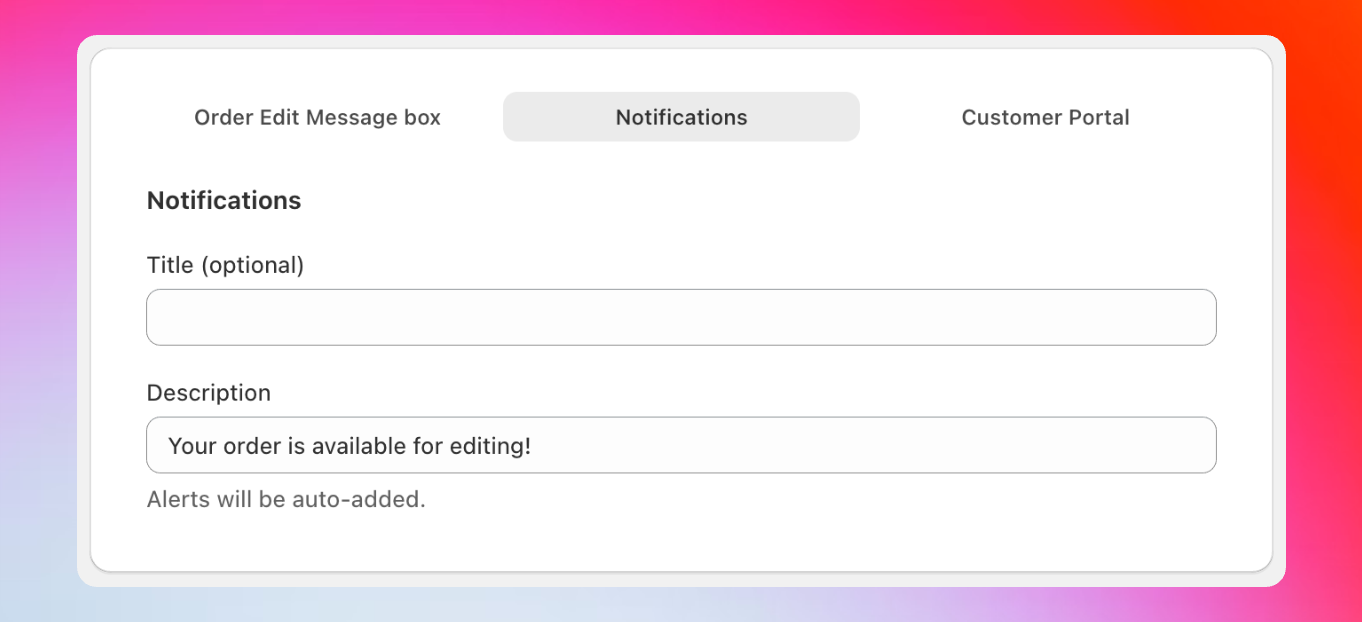 Order Edit Message box
Notifications
Customer Portal
Notifications
Title (optional)
Description
Your order is available for editing!
Alerts will be auto-added.